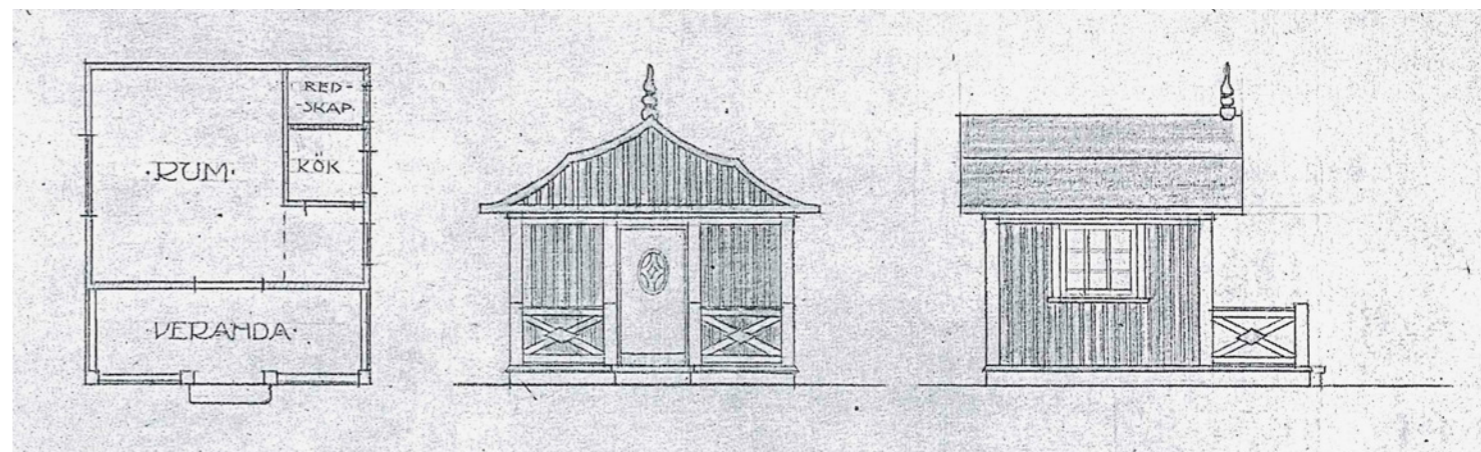 RED-
-SKAP.
·RUM·
KÖK
·VERANDA·